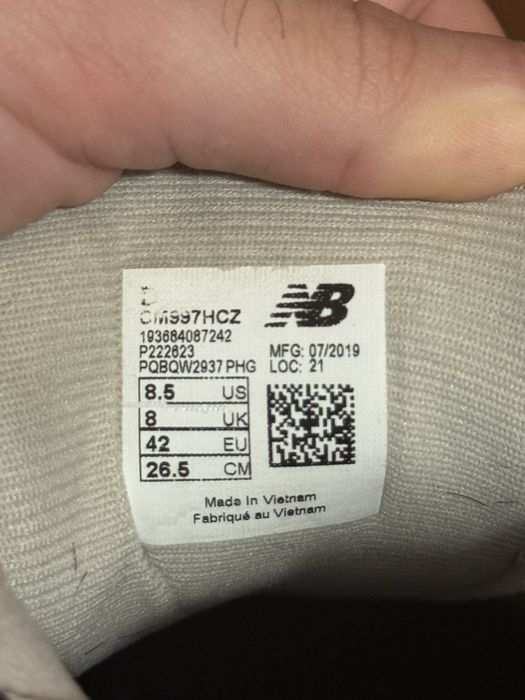 D
CM997HCZ
193684087242
P222623
PQBQW2937 PHG
NB
MFG: 07/2019
LOC: 21
8.5 US
8 UK
42 EU
26.5 CM
Made in Vietnam
Fabriqué au Vietnam